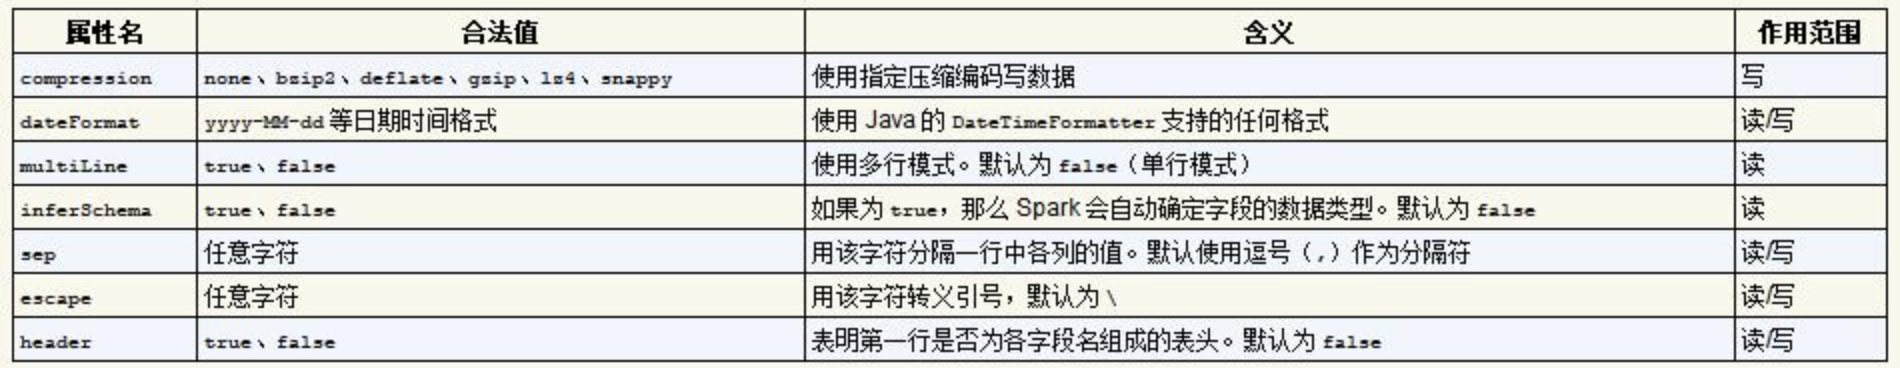 属性名 合法值 含义 作用范围
compression none、bzip2、deflate、gzip、lz4、snappy 使用指定压缩编码写数据 写
dateFormat yyyy-MM-dd 等日期时间格式 使用 Java 的 DateTimeFormatter 支持的任何格式 读/写
multiLine true、false 使用多行模式。默认为 false（单行模式） 读
inferSchema true、false 如果为 true，那么 Spark 会自动确定字段的数据类型。默认为 false 读
sep 任意字符 用该字符分隔一行中各列的值。默认使用逗号（,）作为分隔符 读/写
escape 任意字符 用该字符转义引号，默认为 \ 读/写
header true、false 表明第一行是否为各字段名组成的表头。默认为 false 读/写